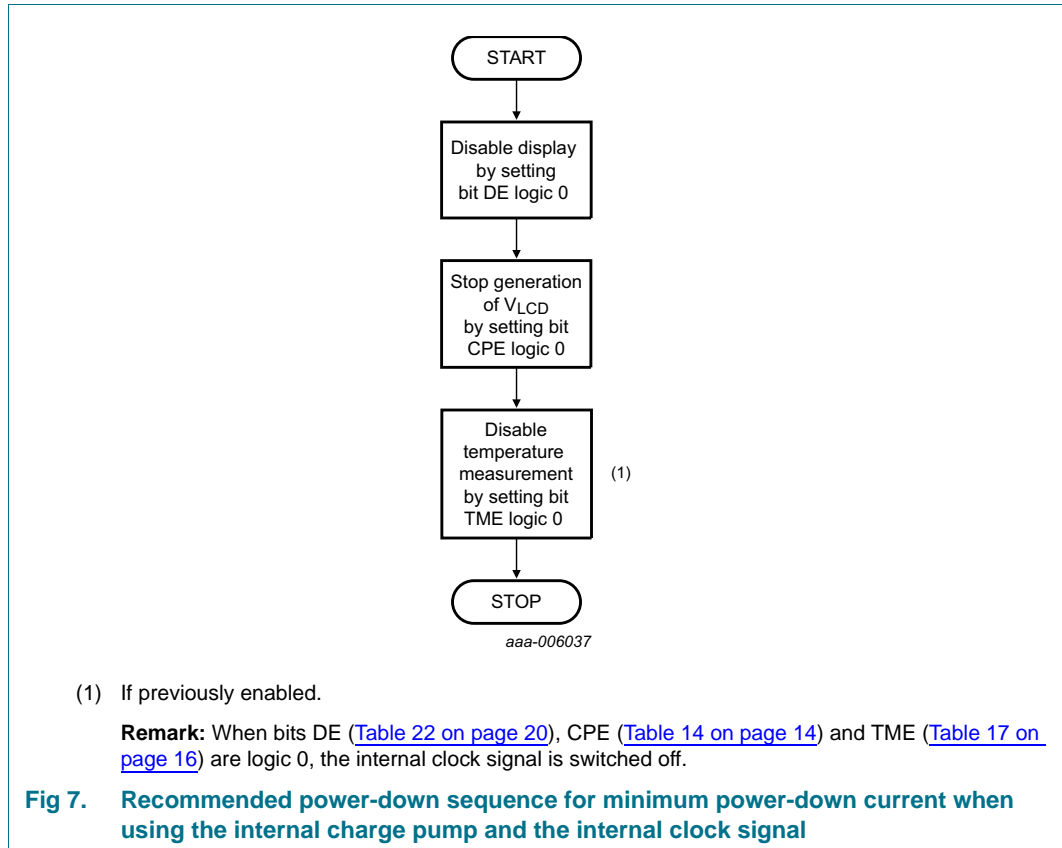 START
Disable display
by setting
bit DE logic 0
Stop generation
of VLCD
by setting bit
CPE logic 0
Disable
temperature
measurement
by setting bit
TME logic 0
(1)
STOP
aaa-006037
(1) If previously enabled.
Remark: When bits DE (Table 22 on page 20), CPE (Table 14 on page 14) and TME (Table 17 on
page 16) are logic 0, the internal clock signal is switched off.
Fig 7. Recommended power-down sequence for minimum power-down current when
using the internal charge pump and the internal clock signal